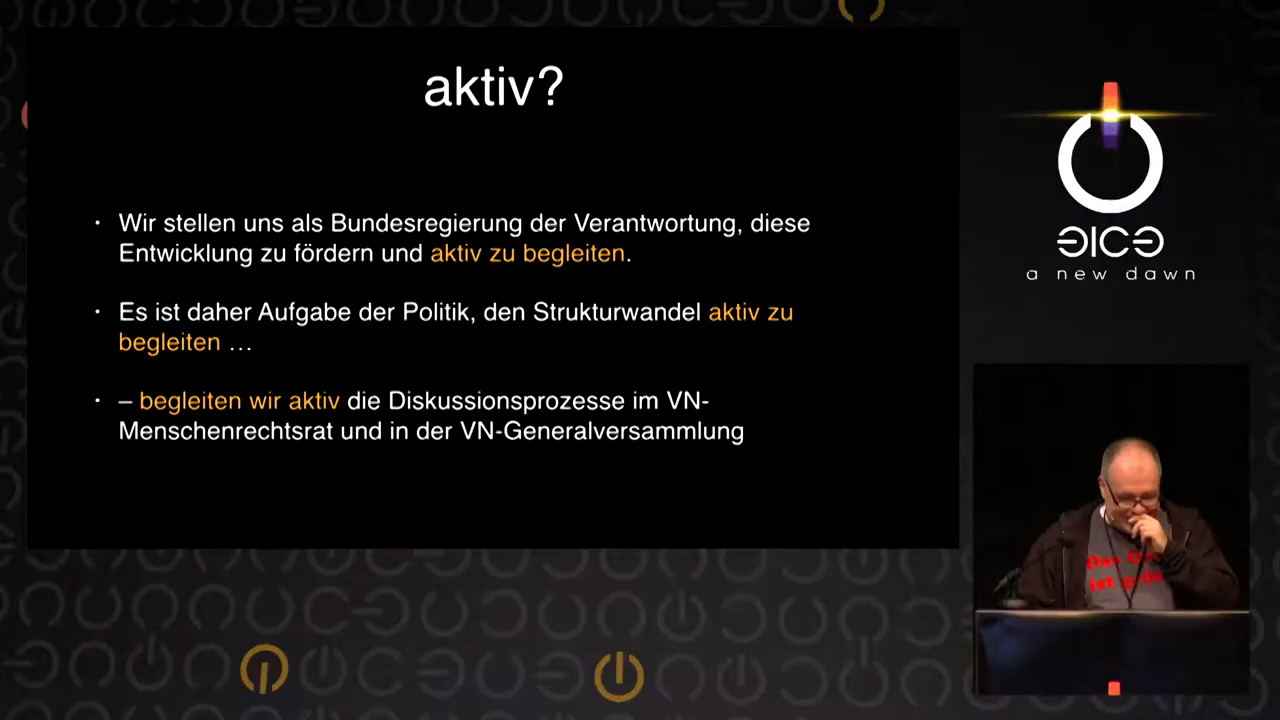 aktiv?
• Wir stellen uns als Bundesregierung der Verantwortung, diese
Entwicklung zu fördern und aktiv zu begleiten.
• Es ist daher Aufgabe der Politik, den Strukturwandel aktiv zu
begleiten …
• – begleiten wir aktiv die Diskussionsprozesse im VN-
Menschenrechtsrat und in der VN-Generalversammlung
a new dawn
ist